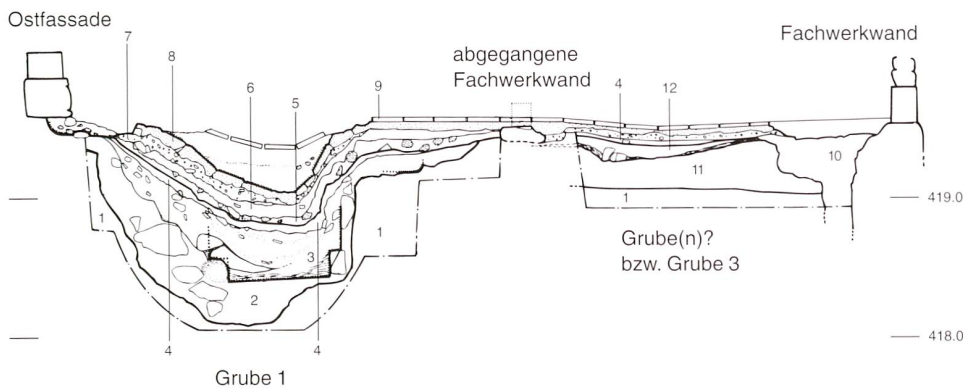 Ostfassade
Fachwerkwand
abgegangene
Fachwerkwand
7
8
6
5
9
4
12
10
11
419.0
1
1
1
3
2
Grube(n)?
bzw. Grube 3
418.0
4
4
Grube 1